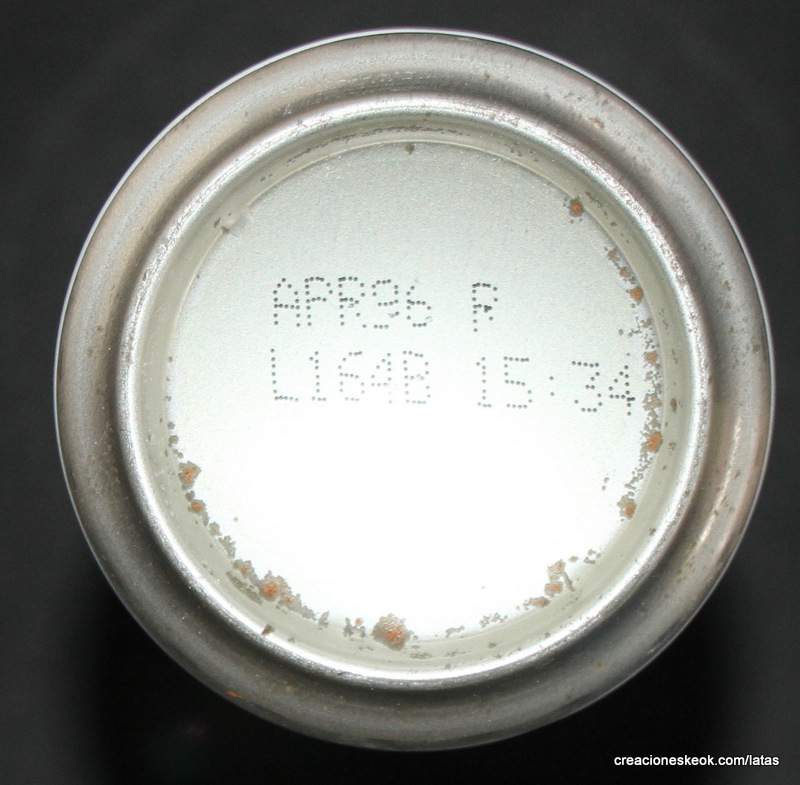 APR96 P
L164B 15:34
creacioneskeok.com/latas